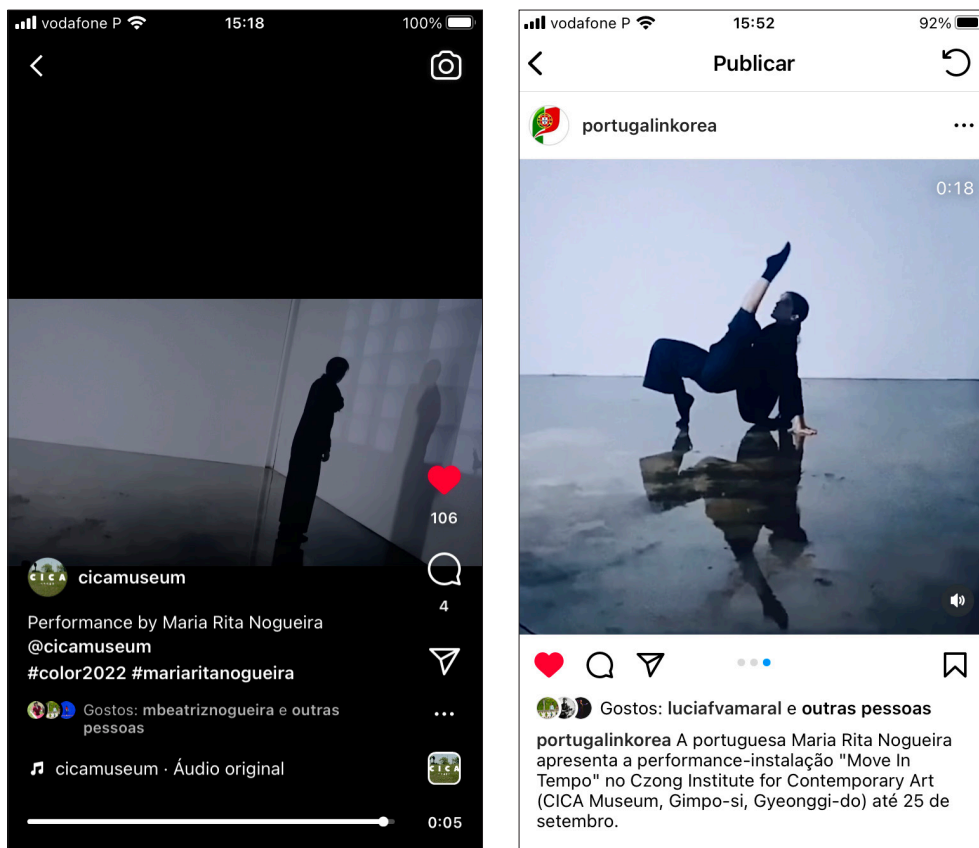 vodafone P 15:18 100%
CICA
cicamuseum
Performance by Maria Rita Nogueira
@cicamuseum
#color2022 #mariaritanogueira
Gostos: mbeatriznogueira e outras
pessoas
cicamuseum · Áudio original
106
4
CICA
0:05
vodafone P 15:52 92%
Publicar
portugalinkorea
0:18
Gostos: luciafvamaral e outras pessoas
portugalinkorea A portuguesa Maria Rita Nogueira
apresenta a performance-instalação "Move In
Tempo" no Czong Institute for Contemporary Art
(CICA Museum, Gimpo-si, Gyeonggi-do) até 25 de
setembro.